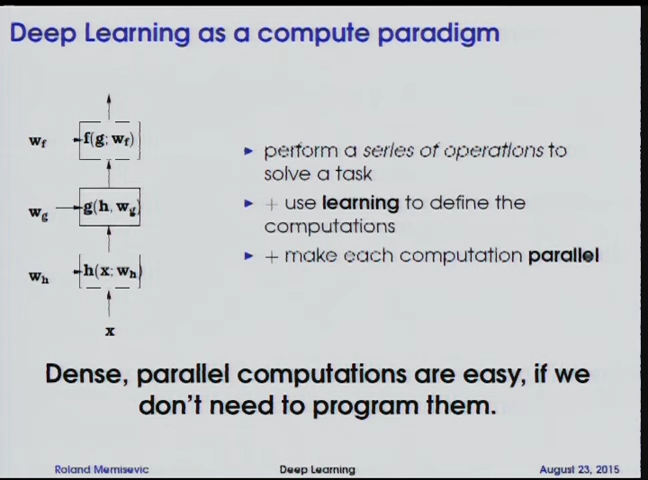 Deep Learning as a compute paradigm
w_f
f(g; w_f)
w_g
g(h, w_g)
w_h
h(x; w_h)
x
▶ perform a series of operations to
solve a task
▶ + use learning to define the
computations
▶ + make each computation parallel
Dense, parallel computations are easy, if we
don't need to program them.
Roland Memisevic Deep Learning August 23, 2015